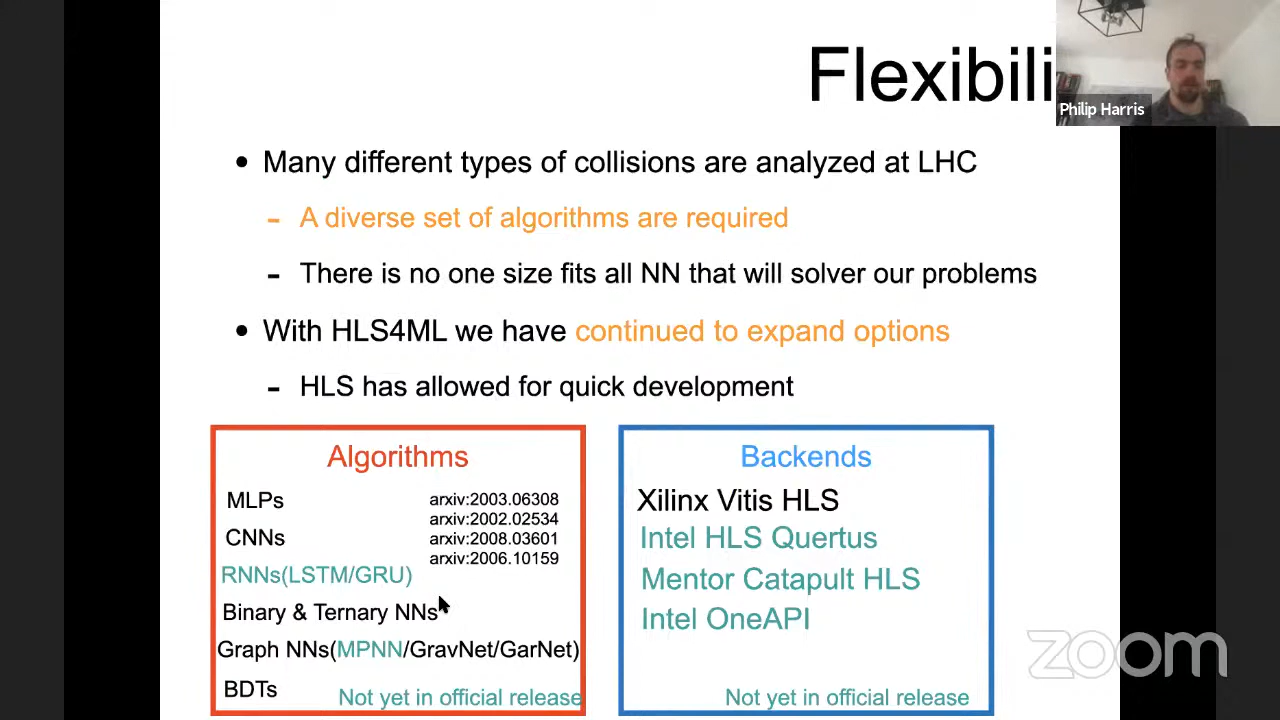 Flexibili
Philip Harris
• Many different types of collisions are analyzed at LHC
- A diverse set of algorithms are required
- There is no one size fits all NN that will solver our problems
• With HLS4ML we have continued to expand options
- HLS has allowed for quick development
Algorithms
MLPs
CNNs
RNNs(LSTM/GRU)
Binary & Ternary NNs
Graph NNs(MPNN/GravNet/GarNet)
BDTs
arxiv:2003.06308
arxiv:2002.02534
arxiv:2008.03601
arxiv:2006.10159
Not yet in official release
Backends
Xilinx Vitis HLS
Intel HLS Quertus
Mentor Catapult HLS
Intel OneAPI
Not yet in official release
zoom